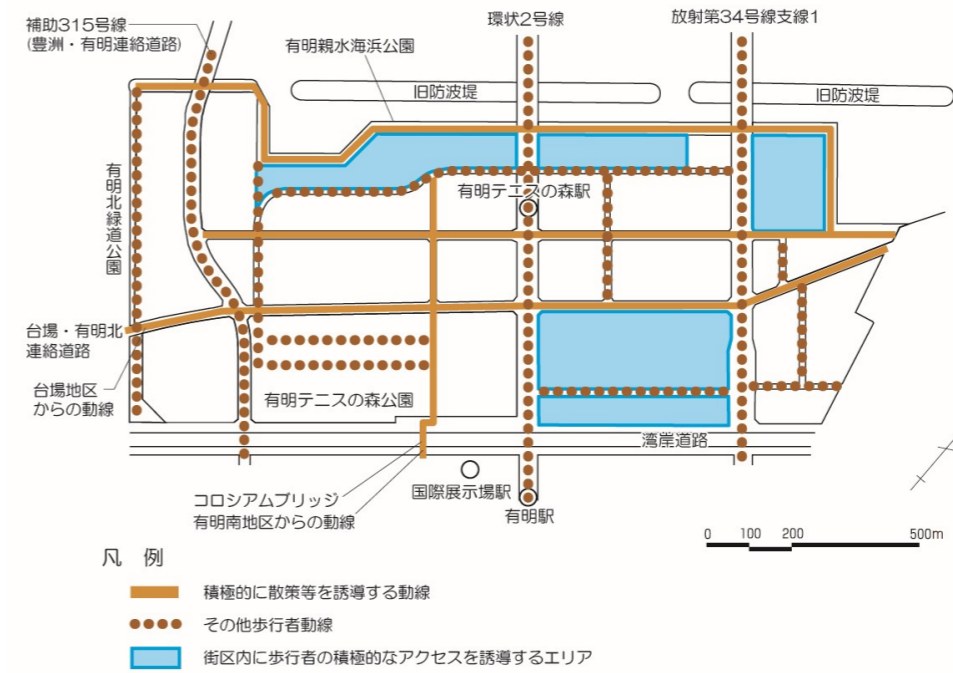 補助315号線
(豊洲・有明連絡道路)
環状2号線
放射第34号線支線1
有明親水海浜公園
旧防波堤
旧防波堤
有明北緑道公園
有明テニスの森駅
台場・有明北
連絡道路
台場地区
からの動線
有明テニスの森公園
湾岸道路
コロシアムブリッジ
有明南地区からの動線
国際展示場駅
有明駅
0 100 200 500m
凡 例
積極的に散策等を誘導する動線
その他歩行者動線
街区内に歩行者の積極的なアクセスを誘導するエリア